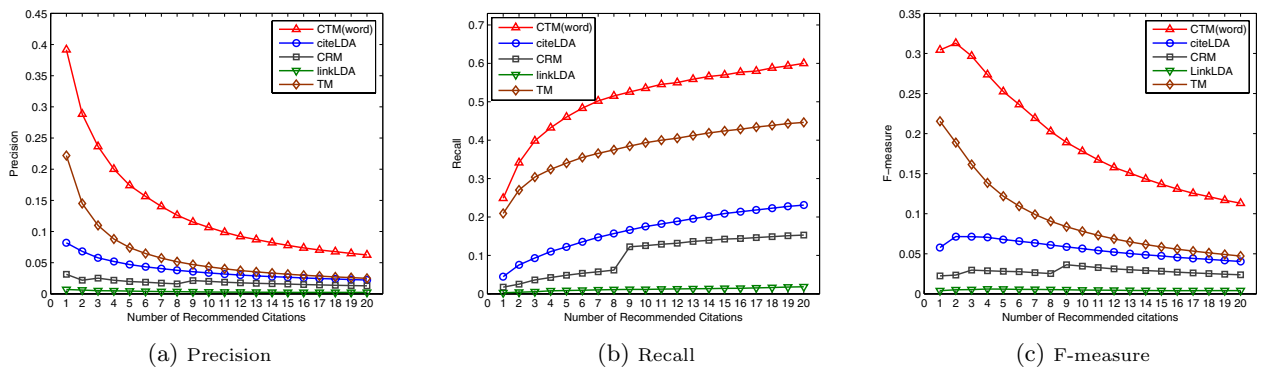 0.45
0.4
0.35
0.3
0.25
0.2
0.15
0.1
0.05
0
Precision
CTM(word)
citeLDA
CRM
linkLDA
TM
0 1 2 3 4 5 6 7 8 9 10 11 12 13 14 15 16 17 18 19 20
Number of Recommended Citations
(a) Precision
0.7
0.6
0.5
0.4
0.3
0.2
0.1
0
Recall
CTM(word)
citeLDA
CRM
linkLDA
TM
0 1 2 3 4 5 6 7 8 9 10 11 12 13 14 15 16 17 18 19 20
Number of Recommended Citations
(b) Recall
0.35
0.3
0.25
0.2
0.15
0.1
0.05
0
F−measure
CTM(word)
citeLDA
CRM
LinkLDA
TM
0 1 2 3 4 5 6 7 8 9 10 11 12 13 14 15 16 17 18 19 20
Number of Recommended citations
(c) F-measure